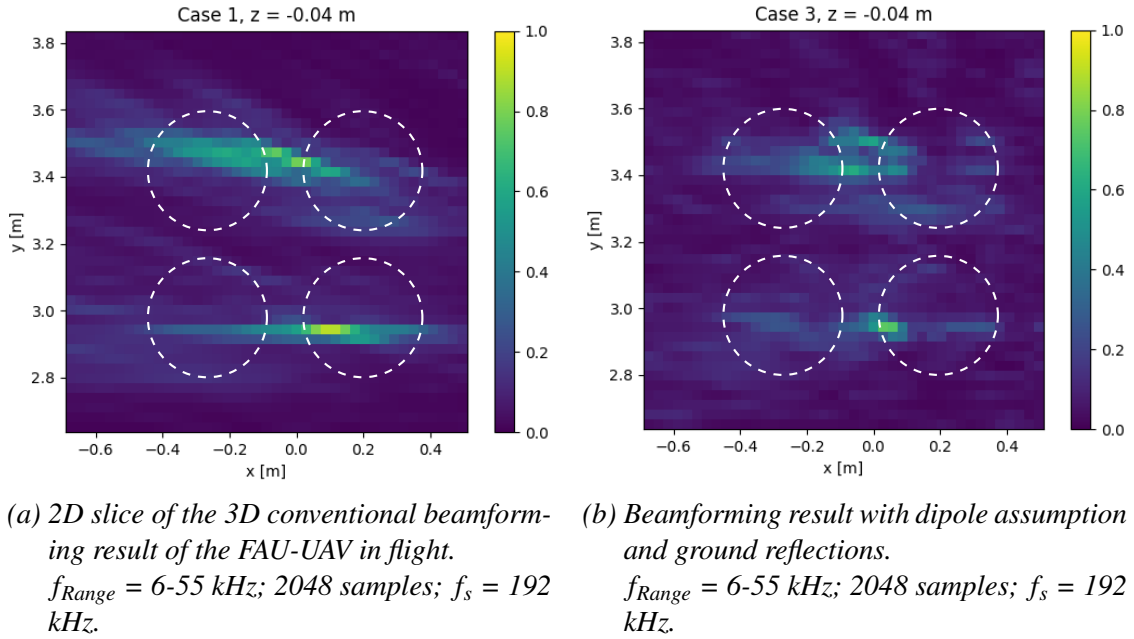 Case 1, z = -0.04 m
3.8
3.6
3.4
3.2
3.0
2.8
y [m]
−0.6 −0.4 −0.2 0.0 0.2 0.4
x [m]
1.0
0.8
0.6
0.4
0.2
0.0
Case 3, z = -0.04 m
3.8
3.6
3.4
3.2
3.0
2.8
y [m]
−0.6 −0.4 −0.2 0.0 0.2 0.4
x [m]
1.0
0.8
0.6
0.4
0.2
0.0
(a) 2D slice of the 3D conventional beamform-
ing result of the FAU-UAV in flight.
fRange = 6-55 kHz; 2048 samples; fs = 192
kHz.
(b) Beamforming result with dipole assumption
and ground reflections.
fRange = 6-55 kHz; 2048 samples; fs = 192
kHz.